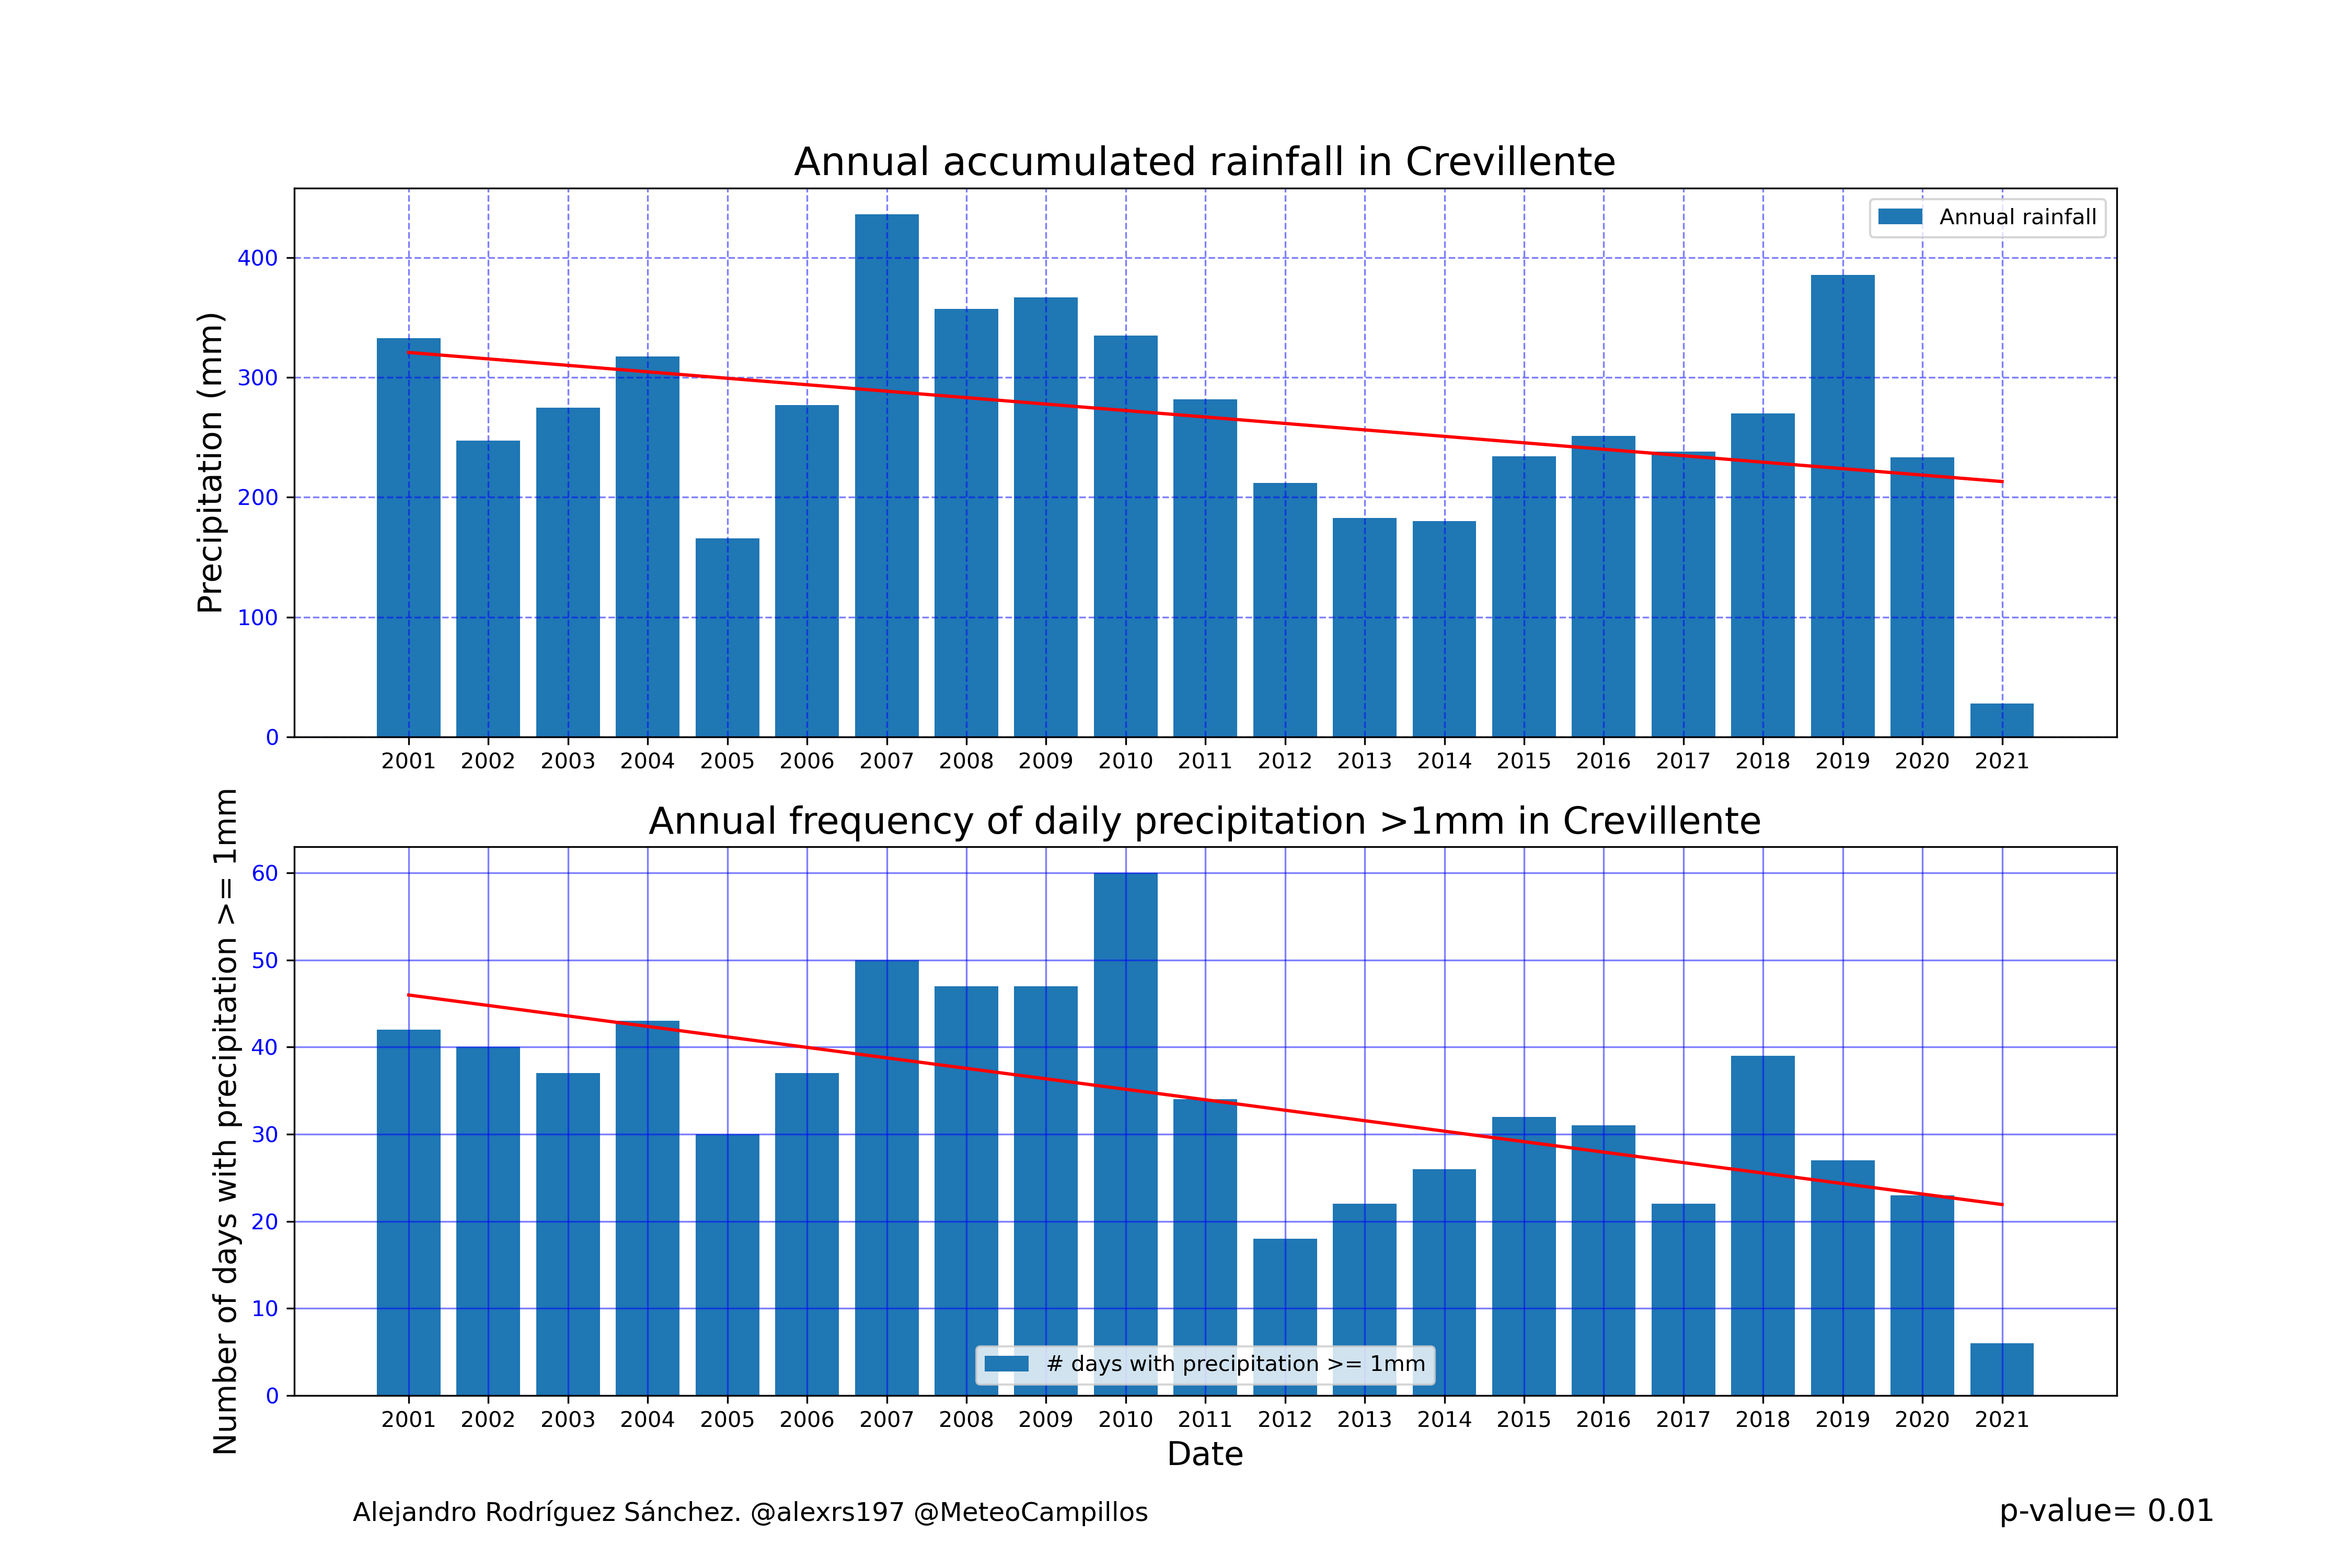 Annual accumulated rainfall in Crevillente
Annual rainfall
Precipitation (mm)
400
300
200
100
0
2001 2002 2003 2004 2005 2006 2007 2008 2009 2010 2011 2012 2013 2014 2015 2016 2017 2018 2019 2020 2021
Annual frequency of daily precipitation >1mm in Crevillente
Number of days with precipitation >= 1mm
60
50
40
30
20
10
0
# days with precipitation >= 1mm
2001 2002 2003 2004 2005 2006 2007 2008 2009 2010 2011 2012 2013 2014 2015 2016 2017 2018 2019 2020 2021
Date
Alejandro Rodríguez Sánchez. @alexrs197 @MeteoCampillos
p-value= 0.01